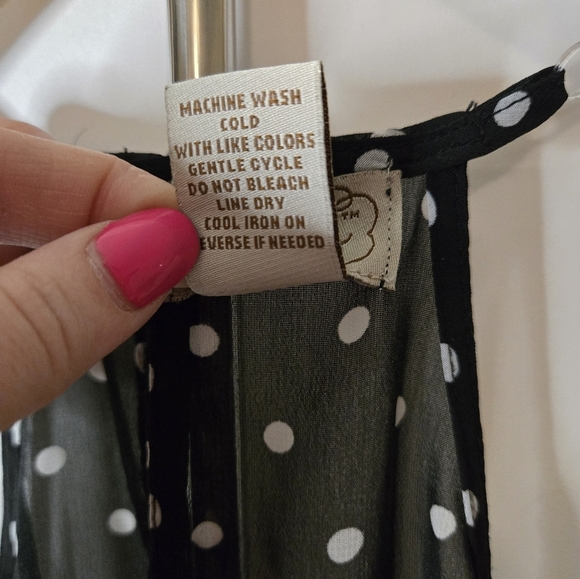 MACHINE WASH
COLD
WITH LIKE COLORS
GENTLE CYCLE
DO NOT BLEACH
LINE DRY
COOL IRON ON
EVERSE IF NEEDED
TM